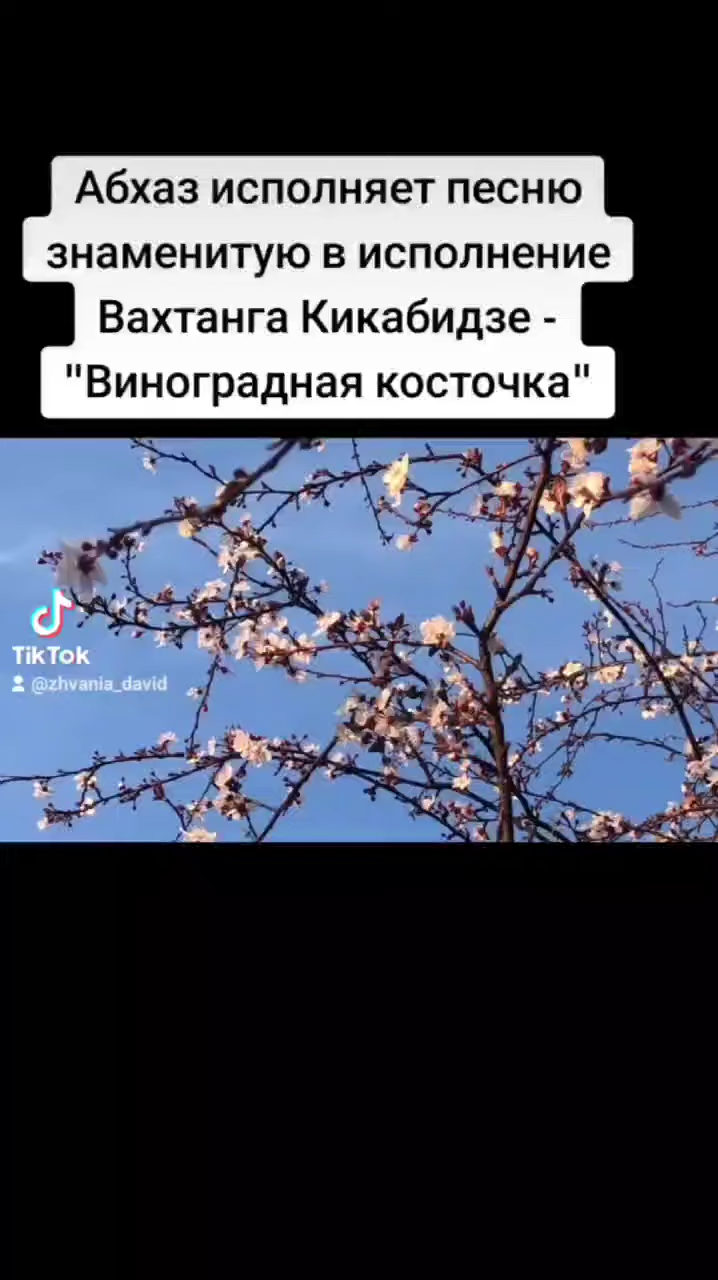 Абхаз исполняет песню
знаменитую в исполнение
Вахтанга Кикабидзе -
"Виноградная косточка"
TikTok
@zhvania_david